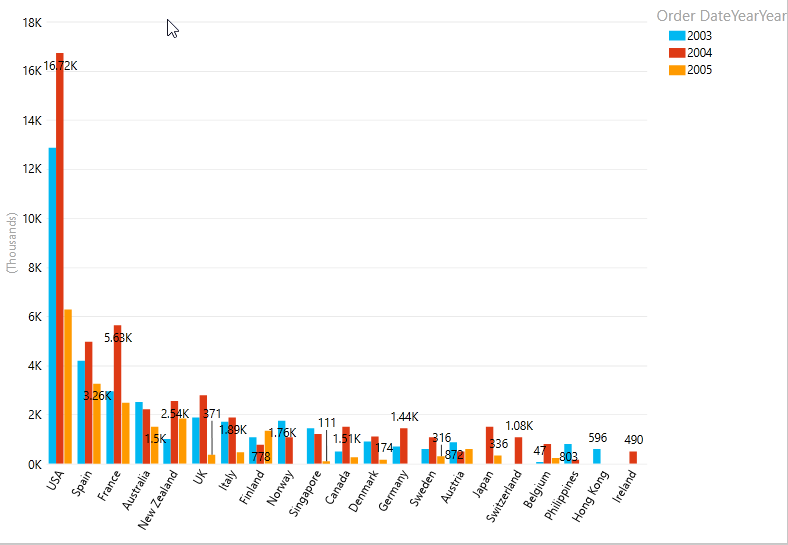 Order DateYearYear
2003
2004
2005
18K
16K
14K
12K
10K
8K
6K
4K
2K
0K
(Thousands)
16.72K
3.26K
5.63K
1.5K
2.54K
371
1.89K
778
1.76K
111
1.51K
174
1.44K
316
872
336
1.08K
47
803
596
490
USA
Spain
France
Australia
New Zealand
UK
Italy
Finland
Norway
Singapore
Canada
Denmark
Germany
Sweden
Austria
Japan
Switzerland
Belgium
Philippines
Hong Kong
Ireland